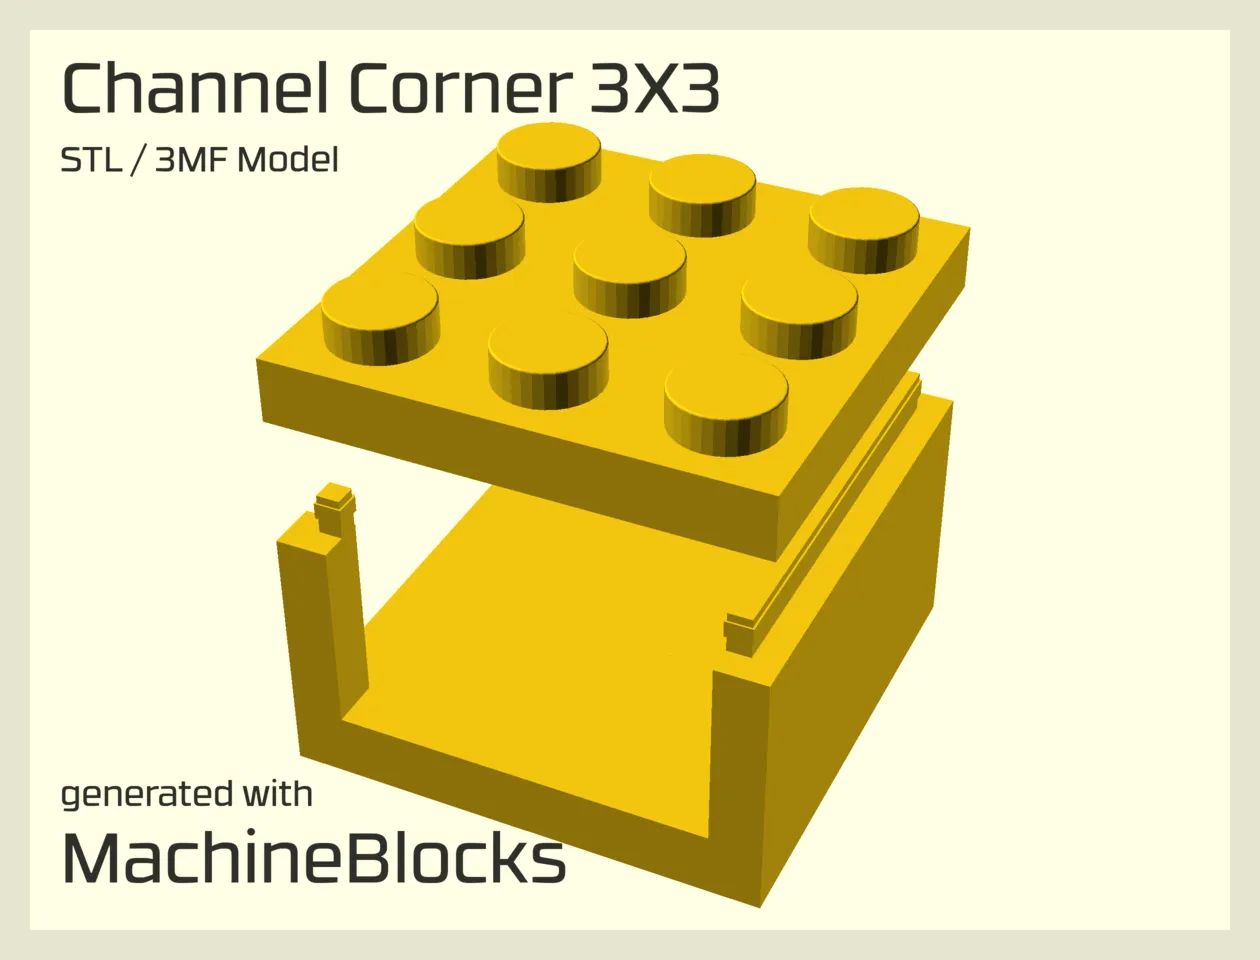 Channel Corner 3X3
STL / 3MF Model
generated with
MachineBlocks